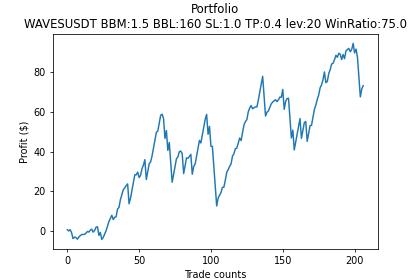 Portfolio
WAVESUSDT BBM:1.5 BBL:160 SL:1.0 TP:0.4 lev:20 WinRatio:75.0
80
60
40
20
0
Profit ($)
0 50 100 150 200
Trade counts